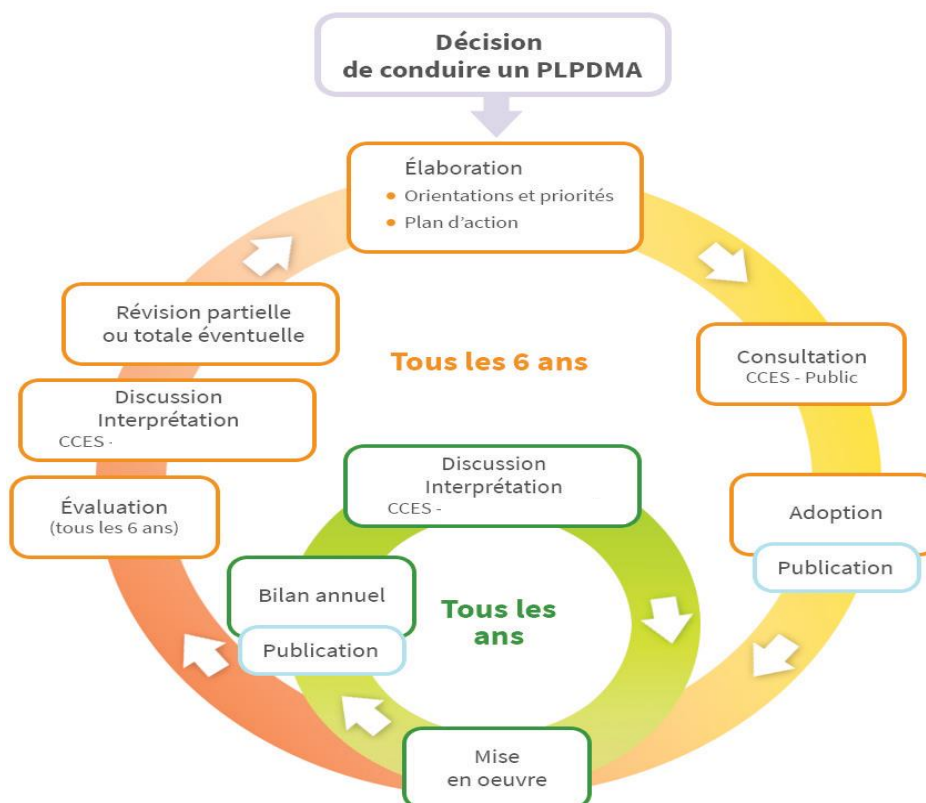 Décision
de conduire un PLPDMA
Élaboration
• Orientations et priorités
• Plan d'action
Révision partielle
ou totale éventuelle
Tous les 6 ans
Consultation
CCES - Public
Discussion
Interprétation
CCES -
Discussion
Interprétation
CCES -
Évaluation
(tous les 6 ans)
Adoption
Publication
Bilan annuel
Publication
Tous les
ans
Mise
en oeuvre